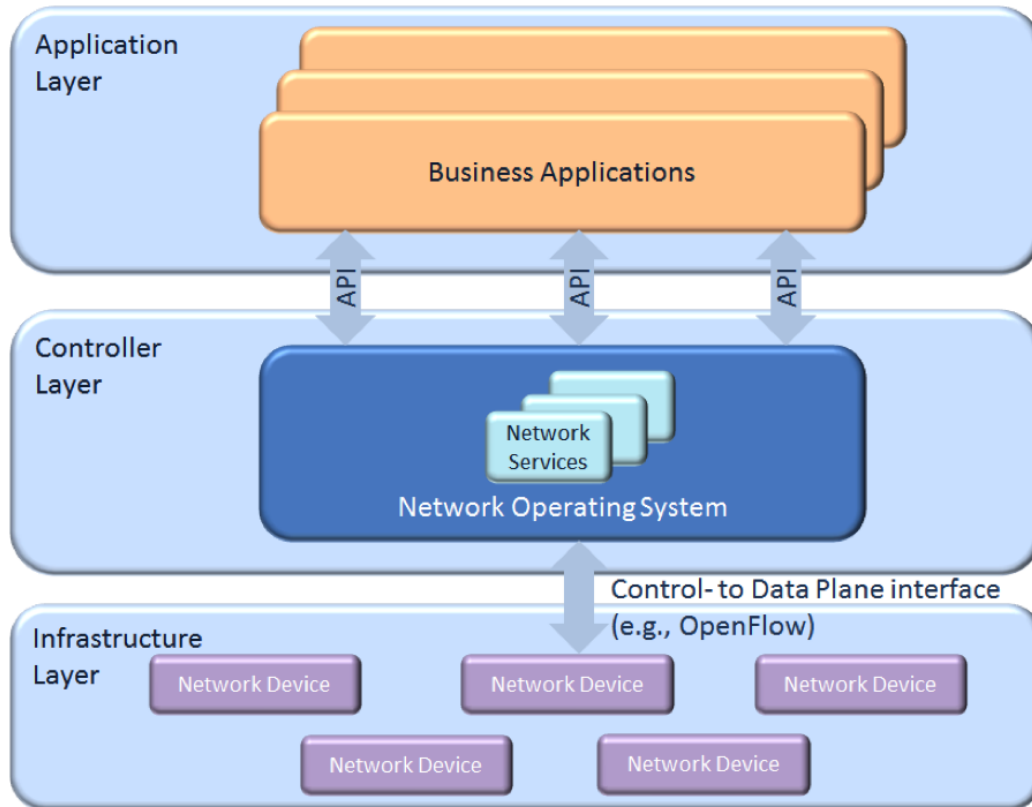 Application
Layer
Business Applications
API
API
API
Controller
Layer
Network
Services
Network Operating System
Control- to Data Plane interface
(e.g., OpenFlow)
Infrastructure
Layer
Network Device
Network Device
Network Device
Network Device
Network Device